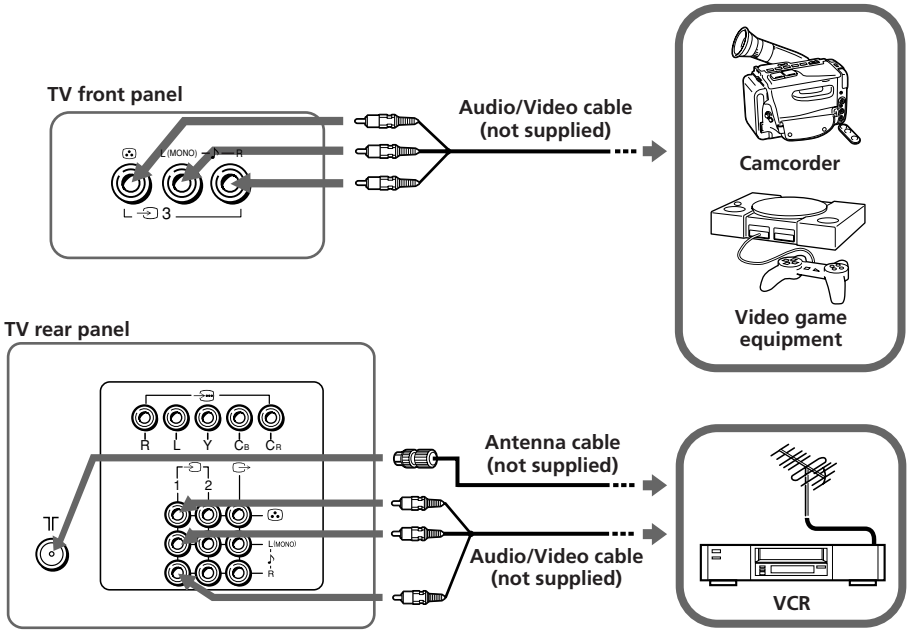 TV front panel
L (MONO) R
3
Audio/Video cable
(not supplied)
Camcorder
Video game
equipment
TV rear panel
R L Y CB CR
1 2
L (MONO)
R
Antenna cable
(not supplied)
Audio/Video cable
(not supplied)
VCR